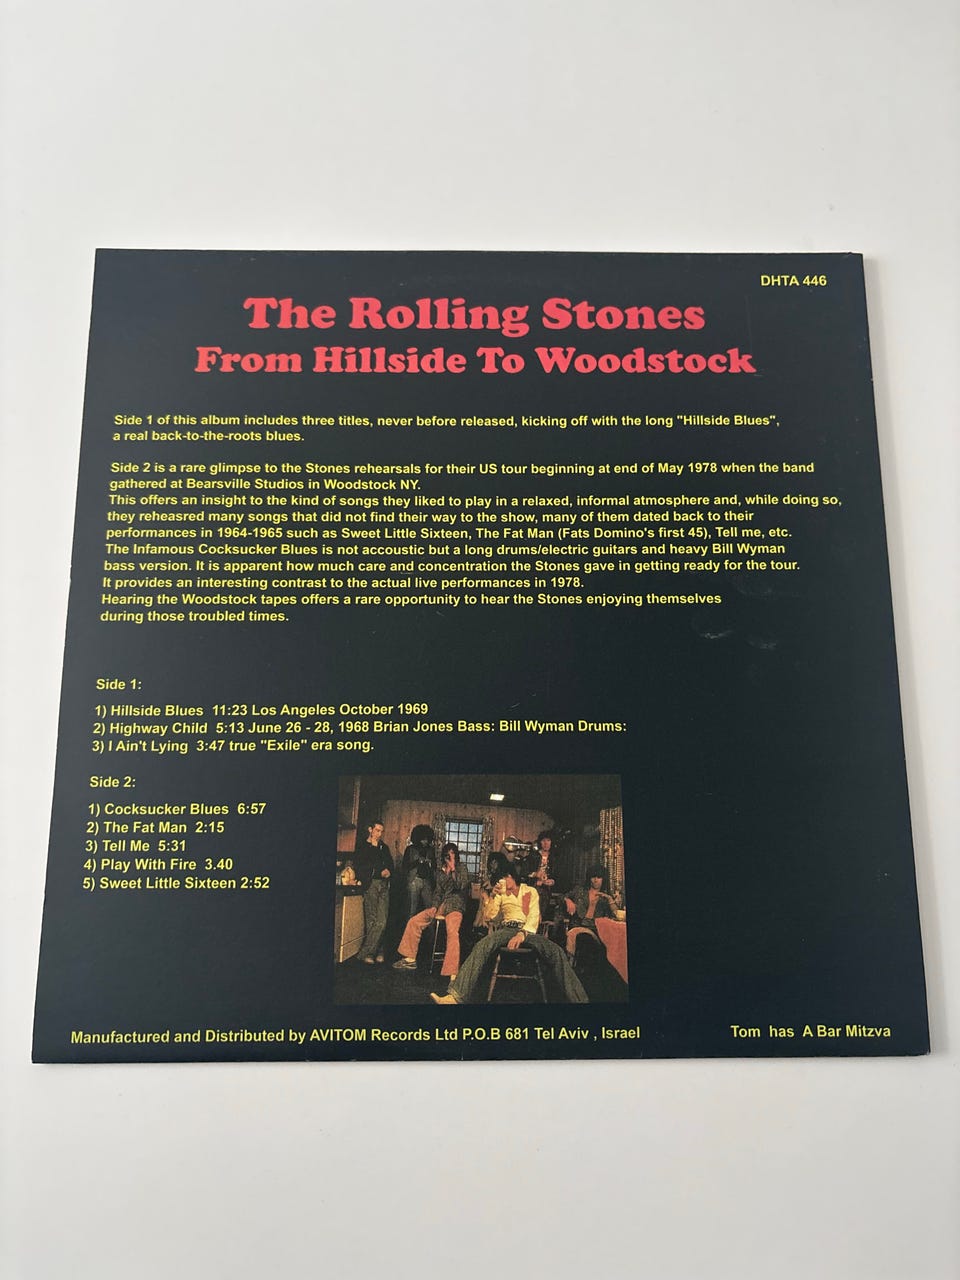 DHTA 446
The Rolling Stones
From Hillside To Woodstock
Side 1 of this album includes three titles, never before released, kicking off with the long "Hillside Blues",
a real back-to-the-roots blues.
Side 2 is a rare glimpse to the Stones rehearsals for their US tour beginning at end of May 1978 when the band
gathered at Bearsville Studios in Woodstock NY.
This offers an insight to the kind of songs they liked to play in a relaxed, informal atmosphere and, while doing so,
they reheasred many songs that did not find their way to the show, many of them dated back to their
performances in 1964-1965 such as Sweet Little Sixteen, The Fat Man (Fats Domino's first 45), Tell me, etc.
The Infamous Cocksucker Blues is not accoustic but a long drums/electric guitars and heavy Bill Wyman
bass version. It is apparent how much care and concentration the Stones gave in getting ready for the tour.
It provides an interesting contrast to the actual live performances in 1978.
Hearing the Woodstock tapes offers a rare opportunity to hear the Stones enjoying themselves
during those troubled times.
Side 1:
1) Hillside Blues 11:23 Los Angeles October 1969
2) Highway Child 5:13 June 26 - 28, 1968 Brian Jones Bass: Bill Wyman Drums:
3) I Ain't Lying 3:47 true "Exile" era song.
Side 2:
1) Cocksucker Blues 6:57
2) The Fat Man 2:15
3) Tell Me 5:31
4) Play With Fire 3.40
5) Sweet Little Sixteen 2:52
Manufactured and Distributed by AVITOM Records Ltd P.O.B 681 Tel Aviv , Israel
Tom has A Bar Mitzva